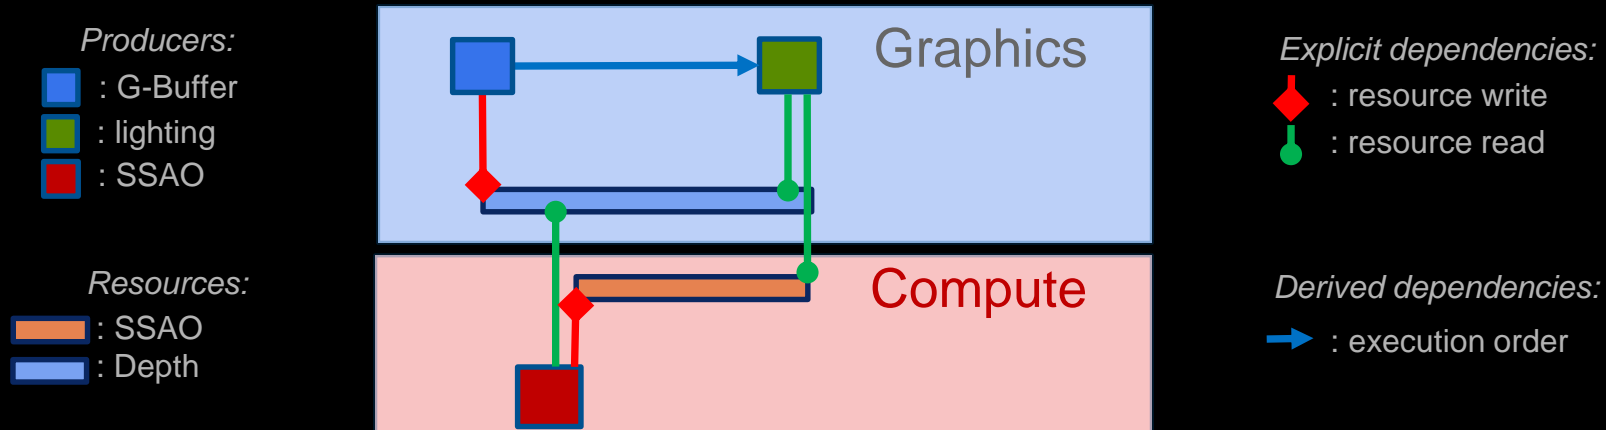 Producers:
: G-Buffer
: lighting
: SSAO
Resources:
: SSAO
: Depth
Graphics
Compute
Explicit dependencies:
: resource write
: resource read
Derived dependencies:
: execution order